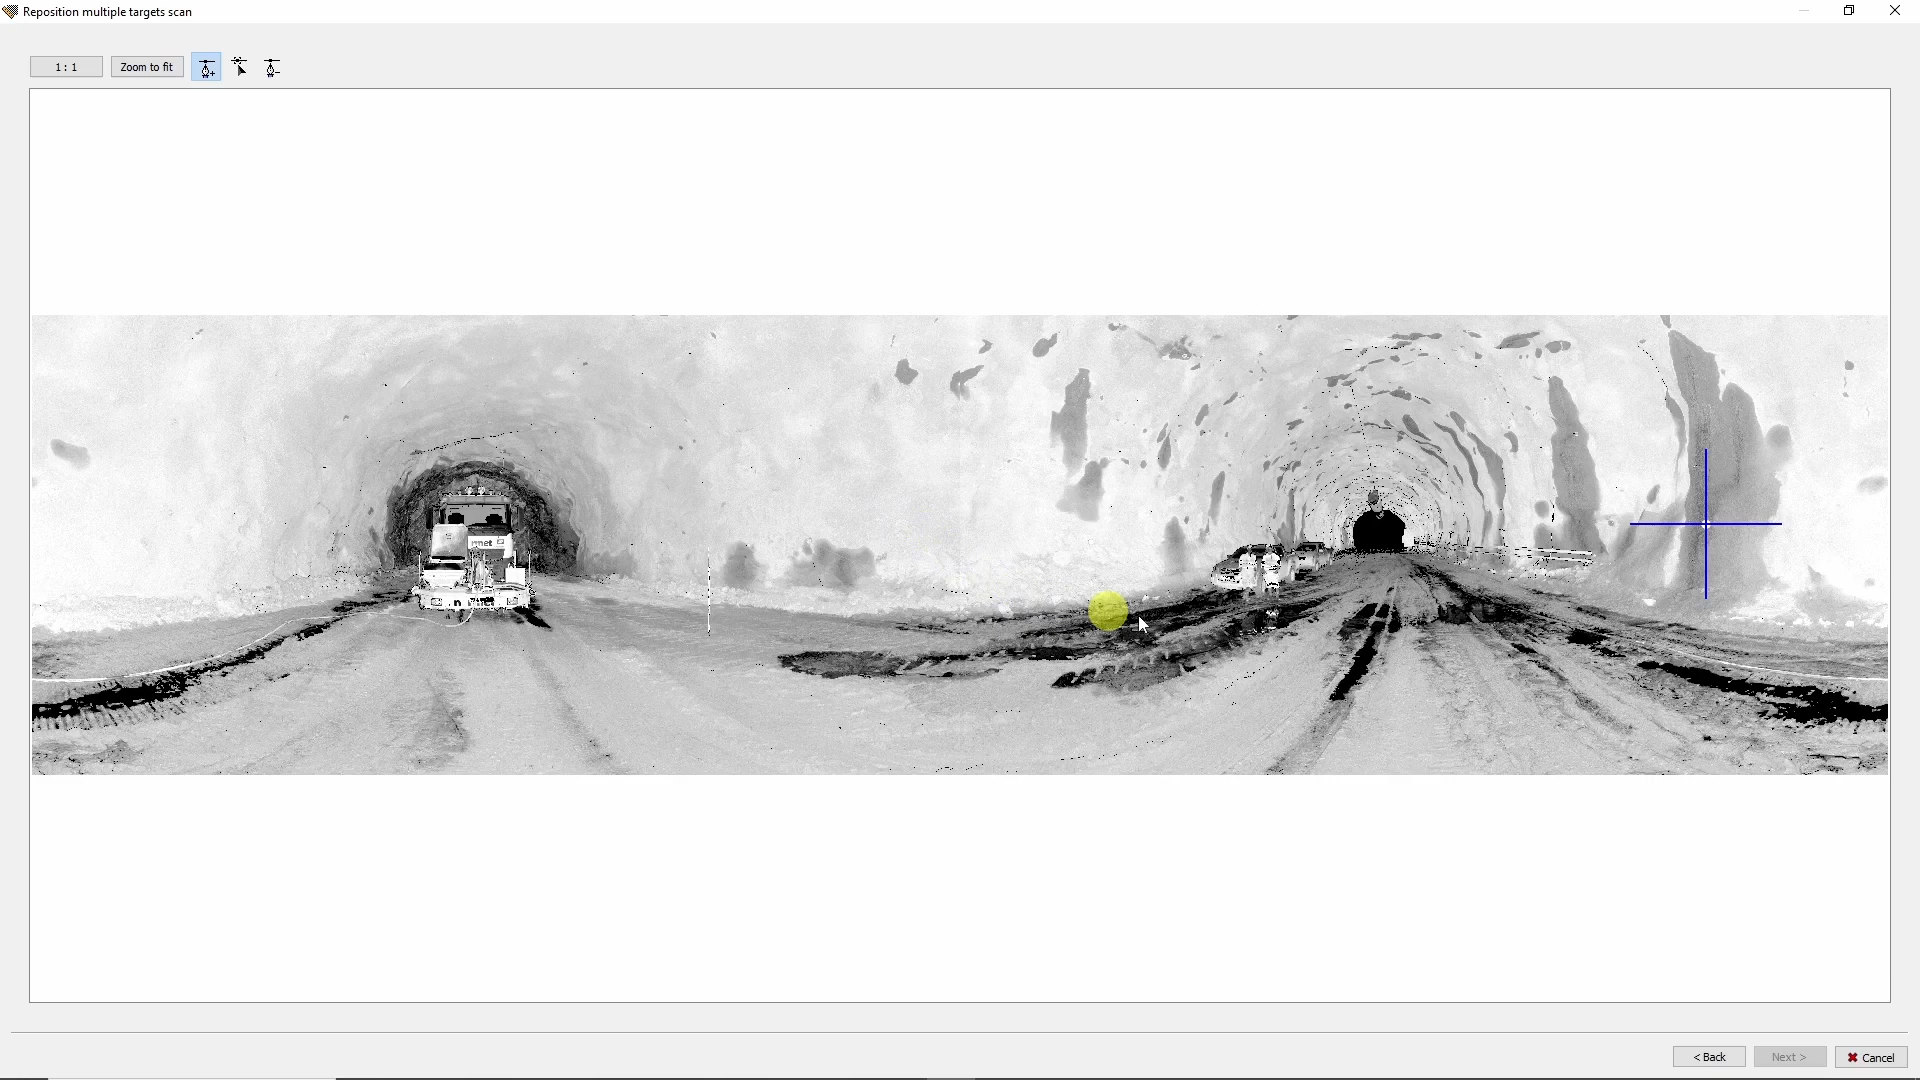 Reposition multiple targets scan
1 : 1
Zoom to fit
< Back
Next >
Cancel